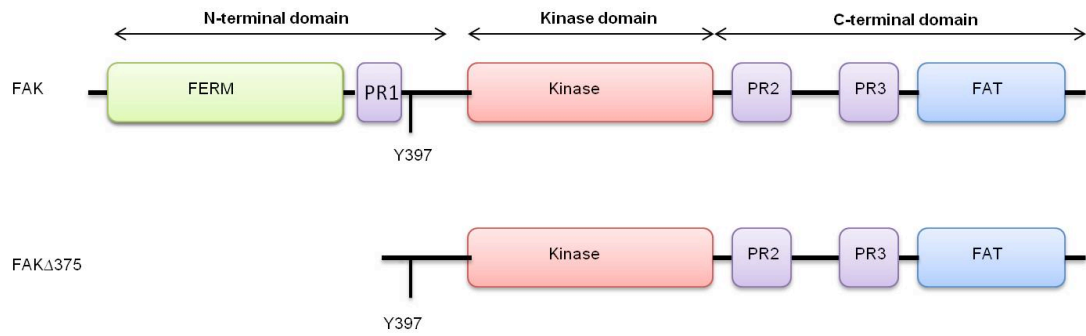 N-terminal domain Kinase domain C-terminal domain
FAK FERM PR1 Kinase PR2 PR3 FAT
Y397
FAKΔ375 Kinase PR2 PR3 FAT
Y397